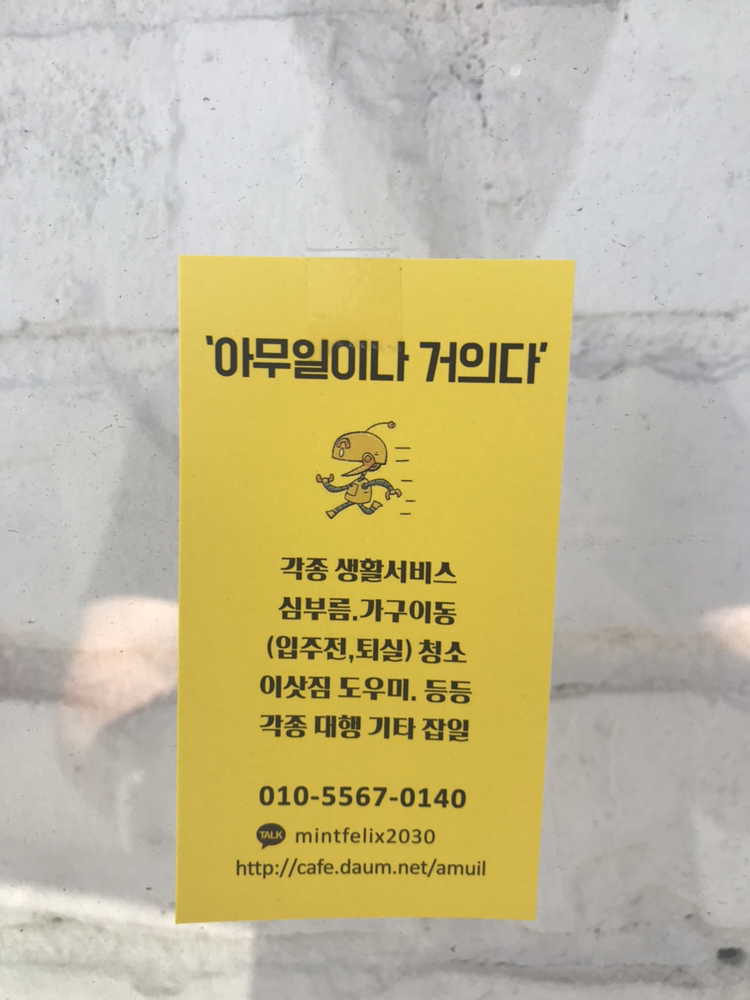 '아무일이나 거의다'
각종 생활서비스
심부름.가구이동
(입주전,퇴실) 청소
이삿짐 도우미. 등등
각종 대행 기타 잡일
010-5567-0140
TALK mintfelix2030
http://cafe.daum.net/amuil